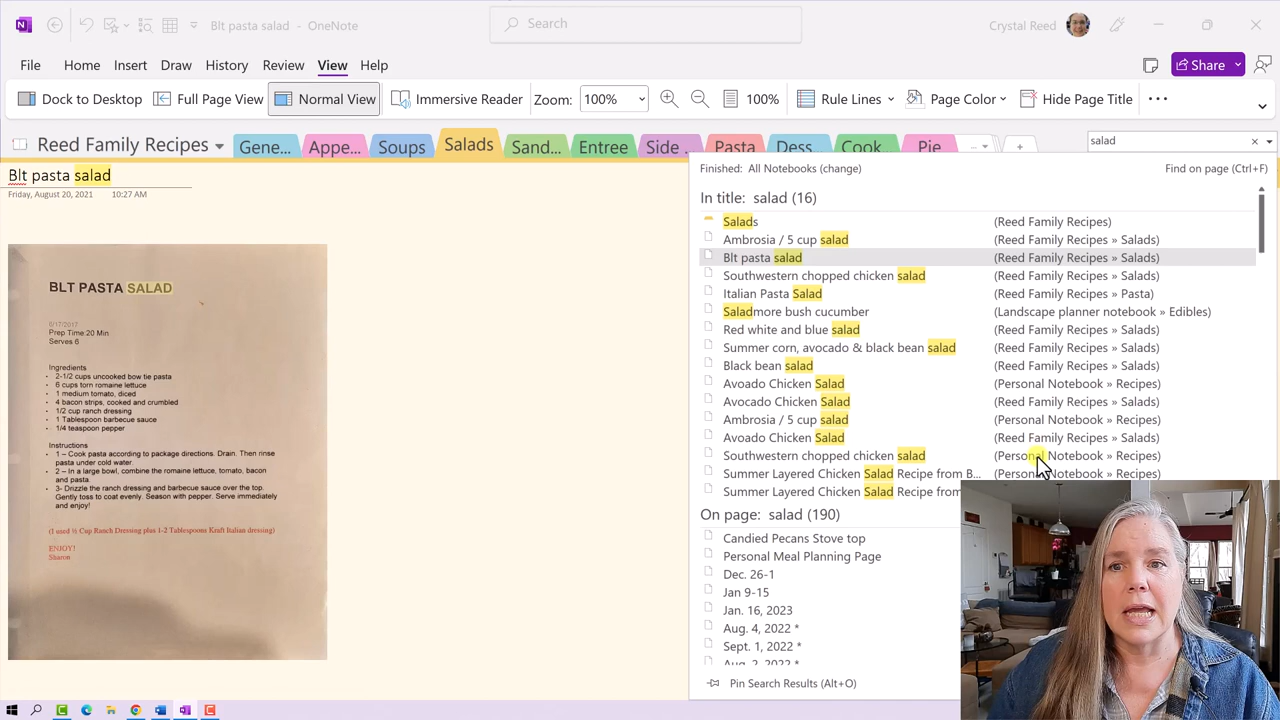 Blt pasta salad - OneNote
Search
Crystal Reed
File Home Insert Draw History Review View Help
Share
Dock to Desktop Full Page View Normal View Immersive Reader Zoom: 100% 100% Rule Lines Page Color Hide Page Title
Reed Family Recipes Gene... Appe... Soups Salads Sand... Entree Side Pasta Dess Cook Pie
salad
Blt pasta salad
Friday, August 20, 2021 10:27 AM
BLT PASTA SALAD
6/17/2017
Prep Time 20 Min
Serves 6
Ingredients
2-1/2 cups uncooked bow tie pasta
6 cups torn romaine lettuce
1 medium tomato, diced
4 bacon strips, cooked and crumbled
1/2 cup ranch dressing
1 Tablespoon barbecue sauce
1/4 teaspoon pepper
Instructions
1 – Cook pasta according to package directions. Drain. Then rinse
pasta under cold water.
2 – In a large bowl, combine the romaine lettuce, tomato, bacon
and pasta.
3- Drizzle the ranch dressing and barbecue sauce over the top.
Gently toss to coat evenly. Season with pepper. Serve immediately
and enjoy!
(I used ½ Cup Ranch Dressing plus 1-2 Tablespoons Kraft Italian dressing)
ENJOY!
Sharon
Finished: All Notebooks (change) Find on page (Ctrl+F)
In title: salad (16)
Salads (Reed Family Recipes)
Ambrosia / 5 cup salad (Reed Family Recipes » Salads)
Blt pasta salad (Reed Family Recipes » Salads)
Southwestern chopped chicken salad (Reed Family Recipes » Salads)
Italian Pasta Salad (Reed Family Recipes » Pasta)
Saladmore bush cucumber (Landscape planner notebook » Edibles)
Red white and blue salad (Reed Family Recipes » Salads)
Summer corn, avocado & black bean salad (Reed Family Recipes » Salads)
Black bean salad (Reed Family Recipes » Salads)
Avoado Chicken Salad (Personal Notebook » Recipes)
Avocado Chicken Salad (Reed Family Recipes » Salads)
Ambrosia / 5 cup salad (Personal Notebook » Recipes)
Avoado Chicken Salad (Reed Family Recipes » Salads)
Southwestern chopped chicken salad (Personal Notebook » Recipes)
Summer Layered Chicken Salad Recipe from B... (Personal Notebook » Recipes)
Summer Layered Chicken Salad Recipe from
On page: salad (190)
Candied Pecans Stove top
Personal Meal Planning Page
Dec. 26-1
Jan 9-15
Jan. 16, 2023
Aug. 4, 2022 *
Sept. 1, 2022 *
Aug. 2, 2022 *
Pin Search Results (Alt+O)